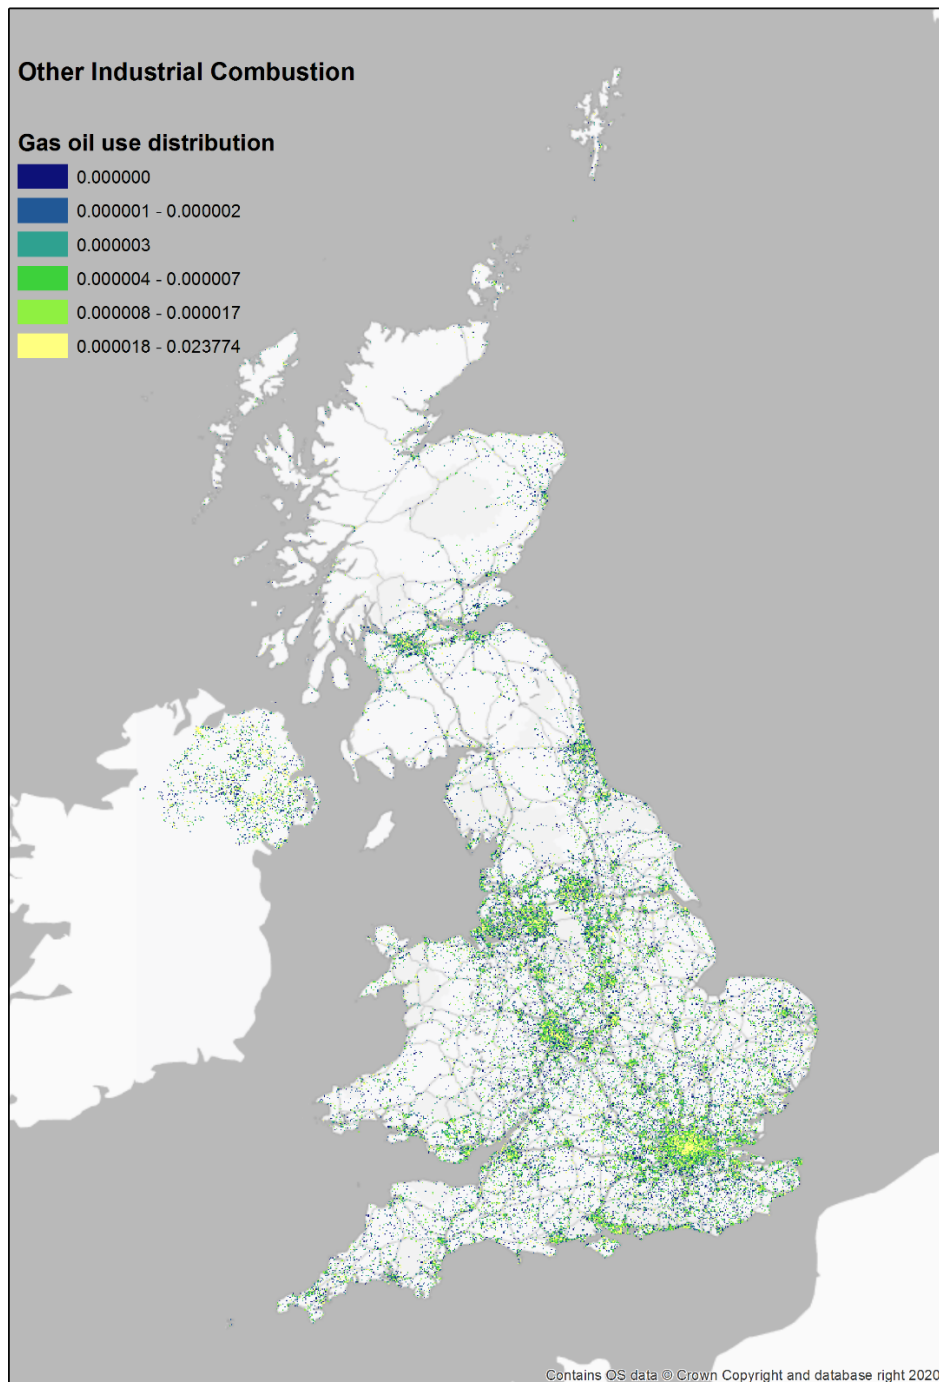 Other Industrial Combustion
Gas oil use distribution
0.000000
0.000001 - 0.000002
0.000003
0.000004 - 0.000007
0.000008 - 0.000017
0.000018 - 0.023774
Contains OS data © Crown Copyright and database right 2020